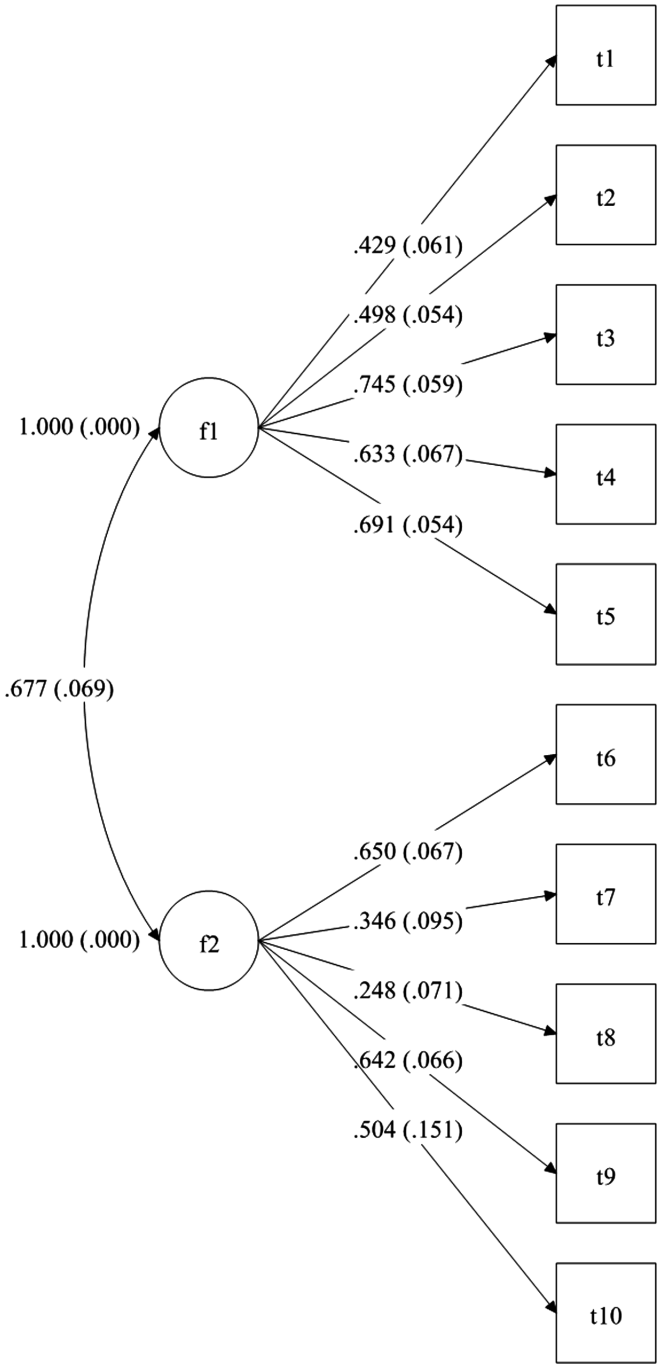 t1
t2
.429 (.061)
.498 (.054)
t3
.745 (.059)
1.000 (.000)
f1
.633 (.067)
t4
.691 (.054)
t5
.677 (.069)
t6
.650 (.067)
t7
.346 (.095)
1.000 (.000)
f2
.248 (.071)
t8
.642 (.066)
.504 (.151)
t9
t10